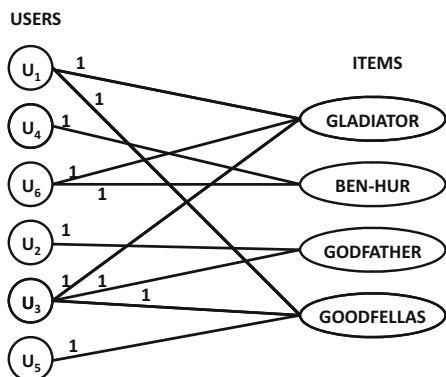 USERS
ITEMS
U1
1
1
GLADIATOR
U4
1
U6
1
1
BEN-HUR
U2
1
GODFATHER
U3
1
1
1
GOODFELLAS
U5
1